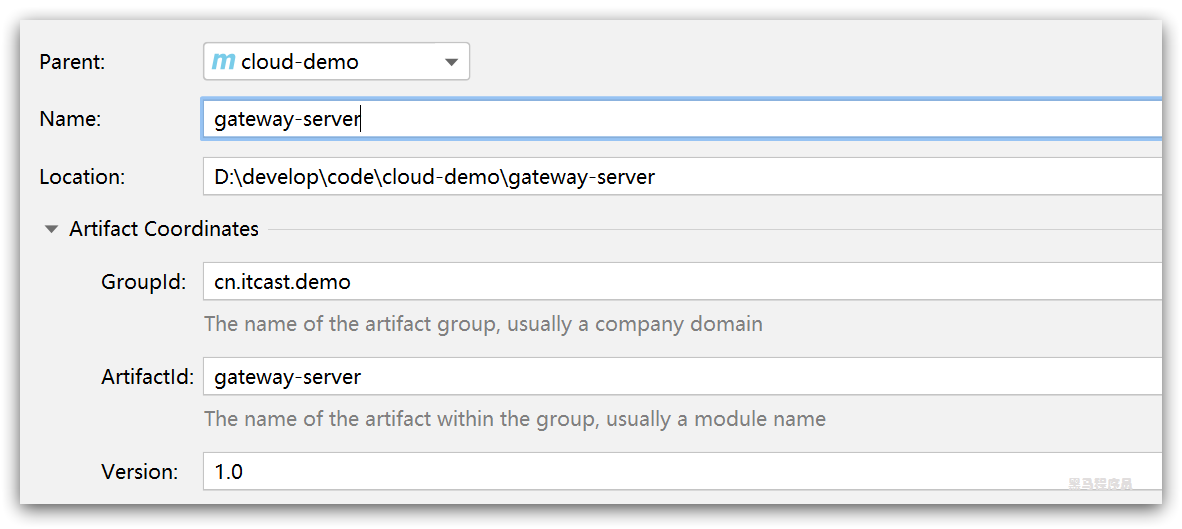 Parent:
m cloud-demo
Name:
gateway-server
Location:
D:\develop\code\cloud-demo\gateway-server
Artifact Coordinates
GroupId:
cn.itcast.demo
The name of the artifact group, usually a company domain
ArtifactId:
gateway-server
The name of the artifact within the group, usually a module name
Version:
1.0
黑马程序员